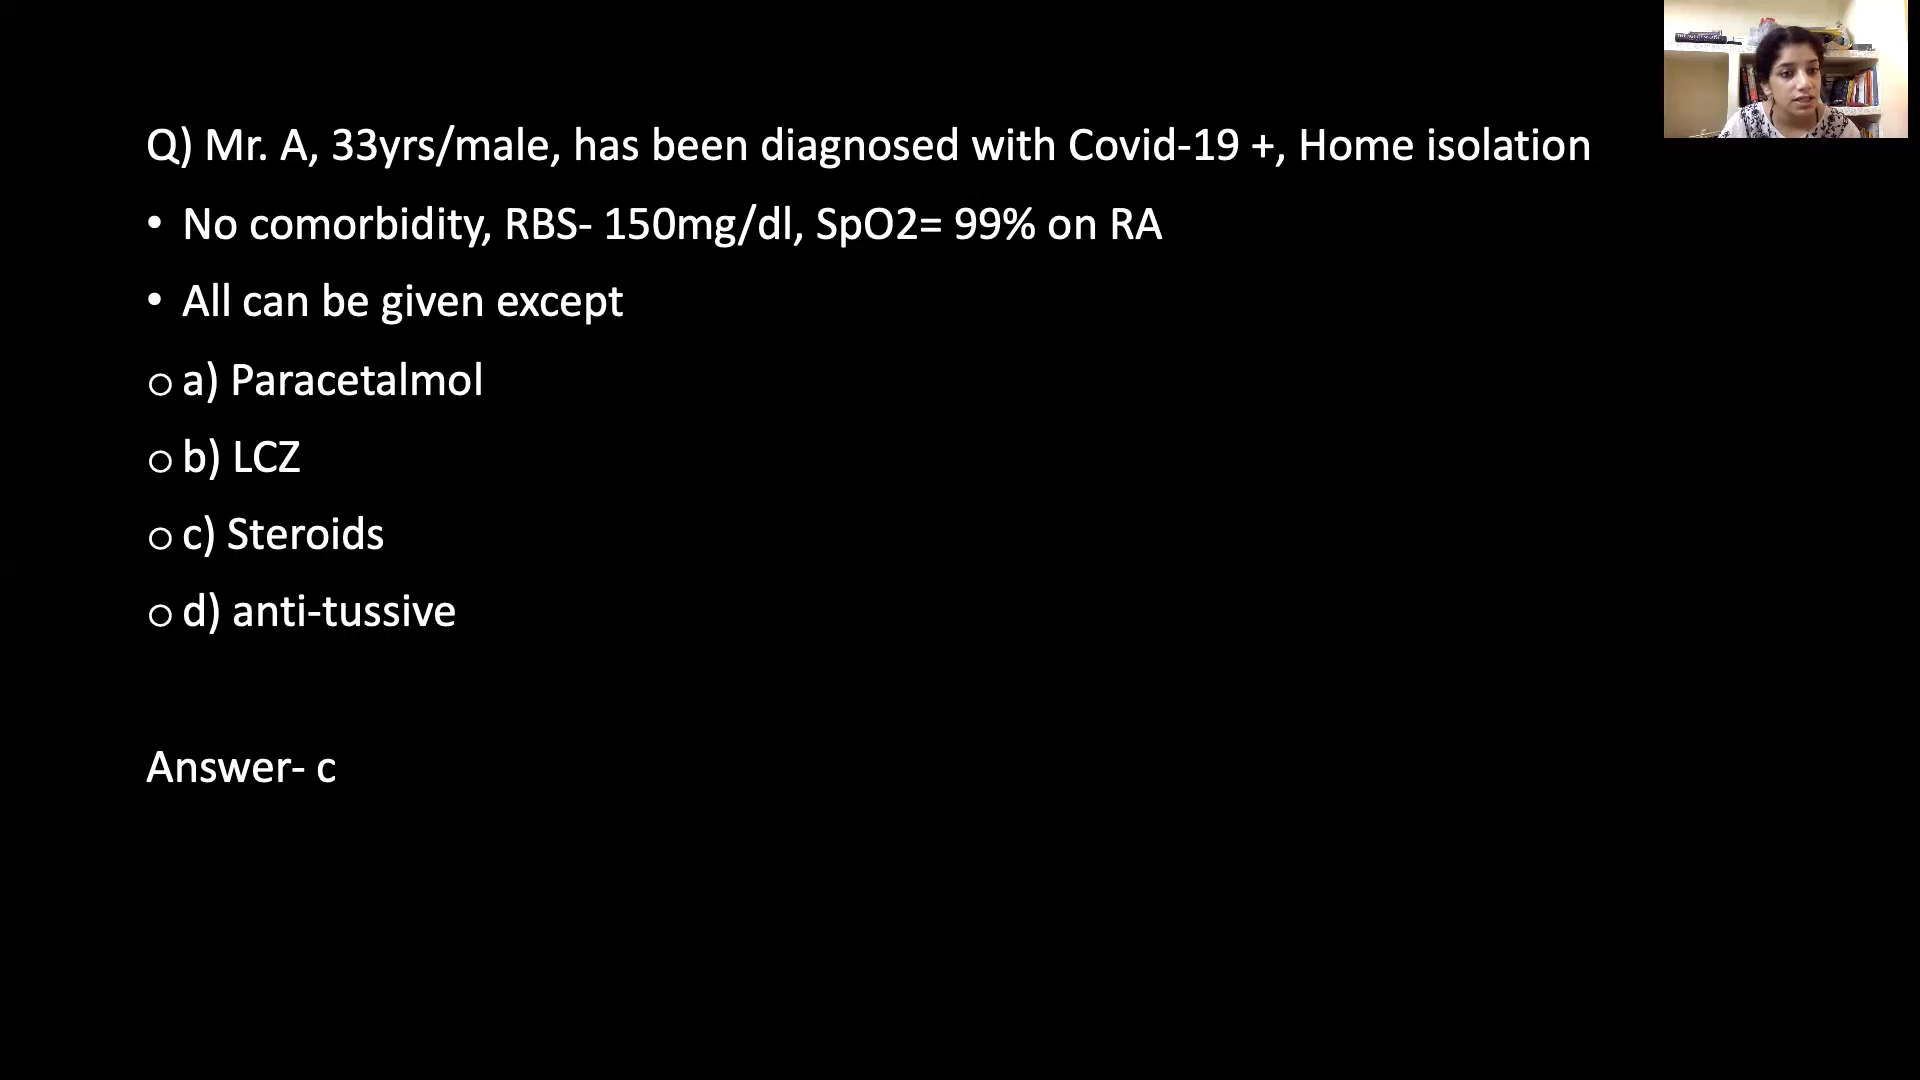 Q) Mr. A, 33yrs/male, has been diagnosed with Covid-19 +, Home isolation
• No comorbidity, RBS- 150mg/dl, SpO2= 99% on RA
• All can be given except
o a) Paracetalmol
o b) LCZ
o c) Steroids
o d) anti-tussive
Answer- c